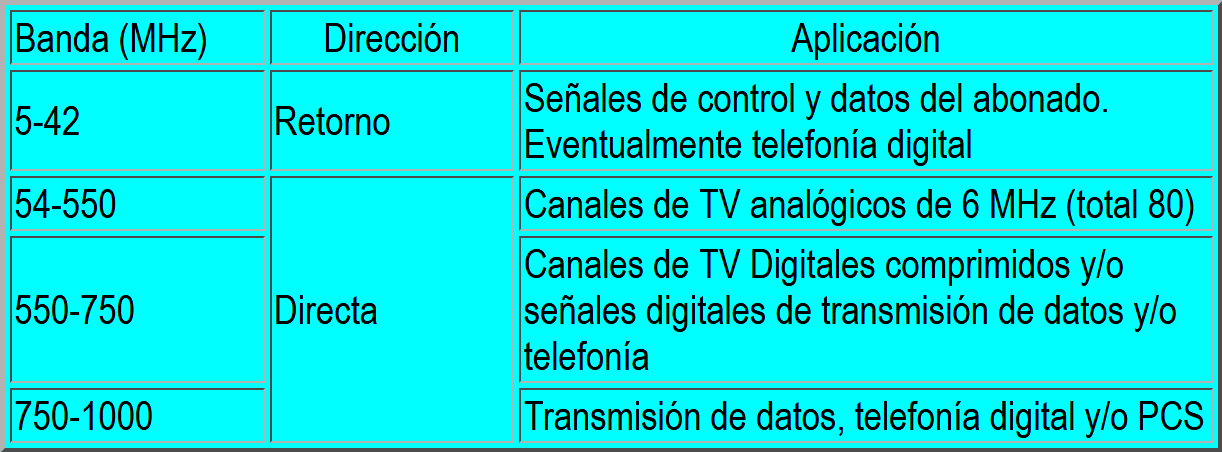 Banda (MHz) Dirección Aplicación
5-42 Retorno Señales de control y datos del abonado.
Eventualmente telefonía digital
54-550 Canales de TV analógicos de 6 MHz (total 80)
550-750 Directa Canales de TV Digitales comprimidos y/o
señales digitales de transmisión de datos y/o
telefonía
750-1000 Transmisión de datos, telefonía digital y/o PCS